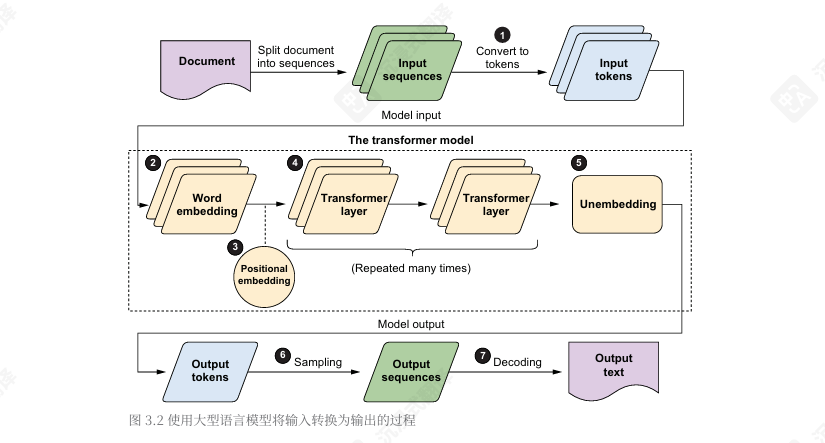 Document
Split document
into sequences
Input
sequences
1
Convert to
tokens
Input
tokens
Model input
The transformer model
2
Word
embedding
3
Positional
embedding
4
Transformer
layer
Transformer
layer
(Repeated many times)
5
Unembedding
Model output
Output
tokens
6
Sampling
Output
sequences
7
Decoding
Output
text
图 3.2 使用大型语言模型将输入转换为输出的过程